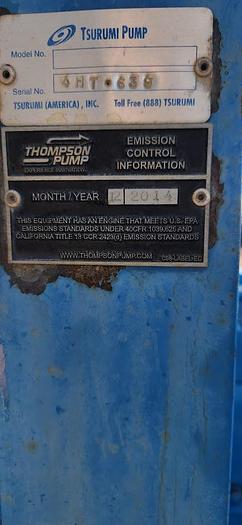 TSURUMI PUMP
Model No.
Serial No. 4HT-636
TSURUMI (AMERICA), INC. Toll Free (888) TSURUMI
THOMPSON
PUMP
EMISSION
CONTROL
INFORMATION
MONTH / YEAR 12 2014
THIS EQUIPMENT HAS AN ENGINE THAT MEETS U.S. EPA
EMISSIONS STANDARDS UNDER 40CFR 1039.625 AND
CALIFORNIA TITLE 13 CCR 2423(d) EMISSION STANDARDS
WWW.THOMPSONPUMP.COM